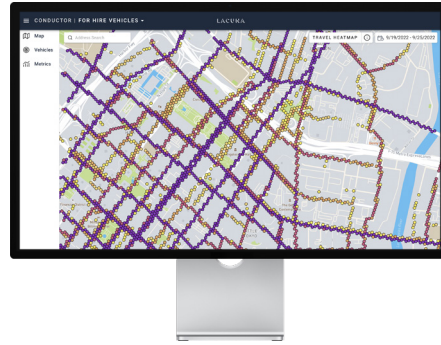 CONDUCTOR | FOR HIRE VEHICLES
LACUNA
Map
Address Search
TRAVEL HEATMAP
9/19/2022 - 9/25/2022
Vehicles
Metrics